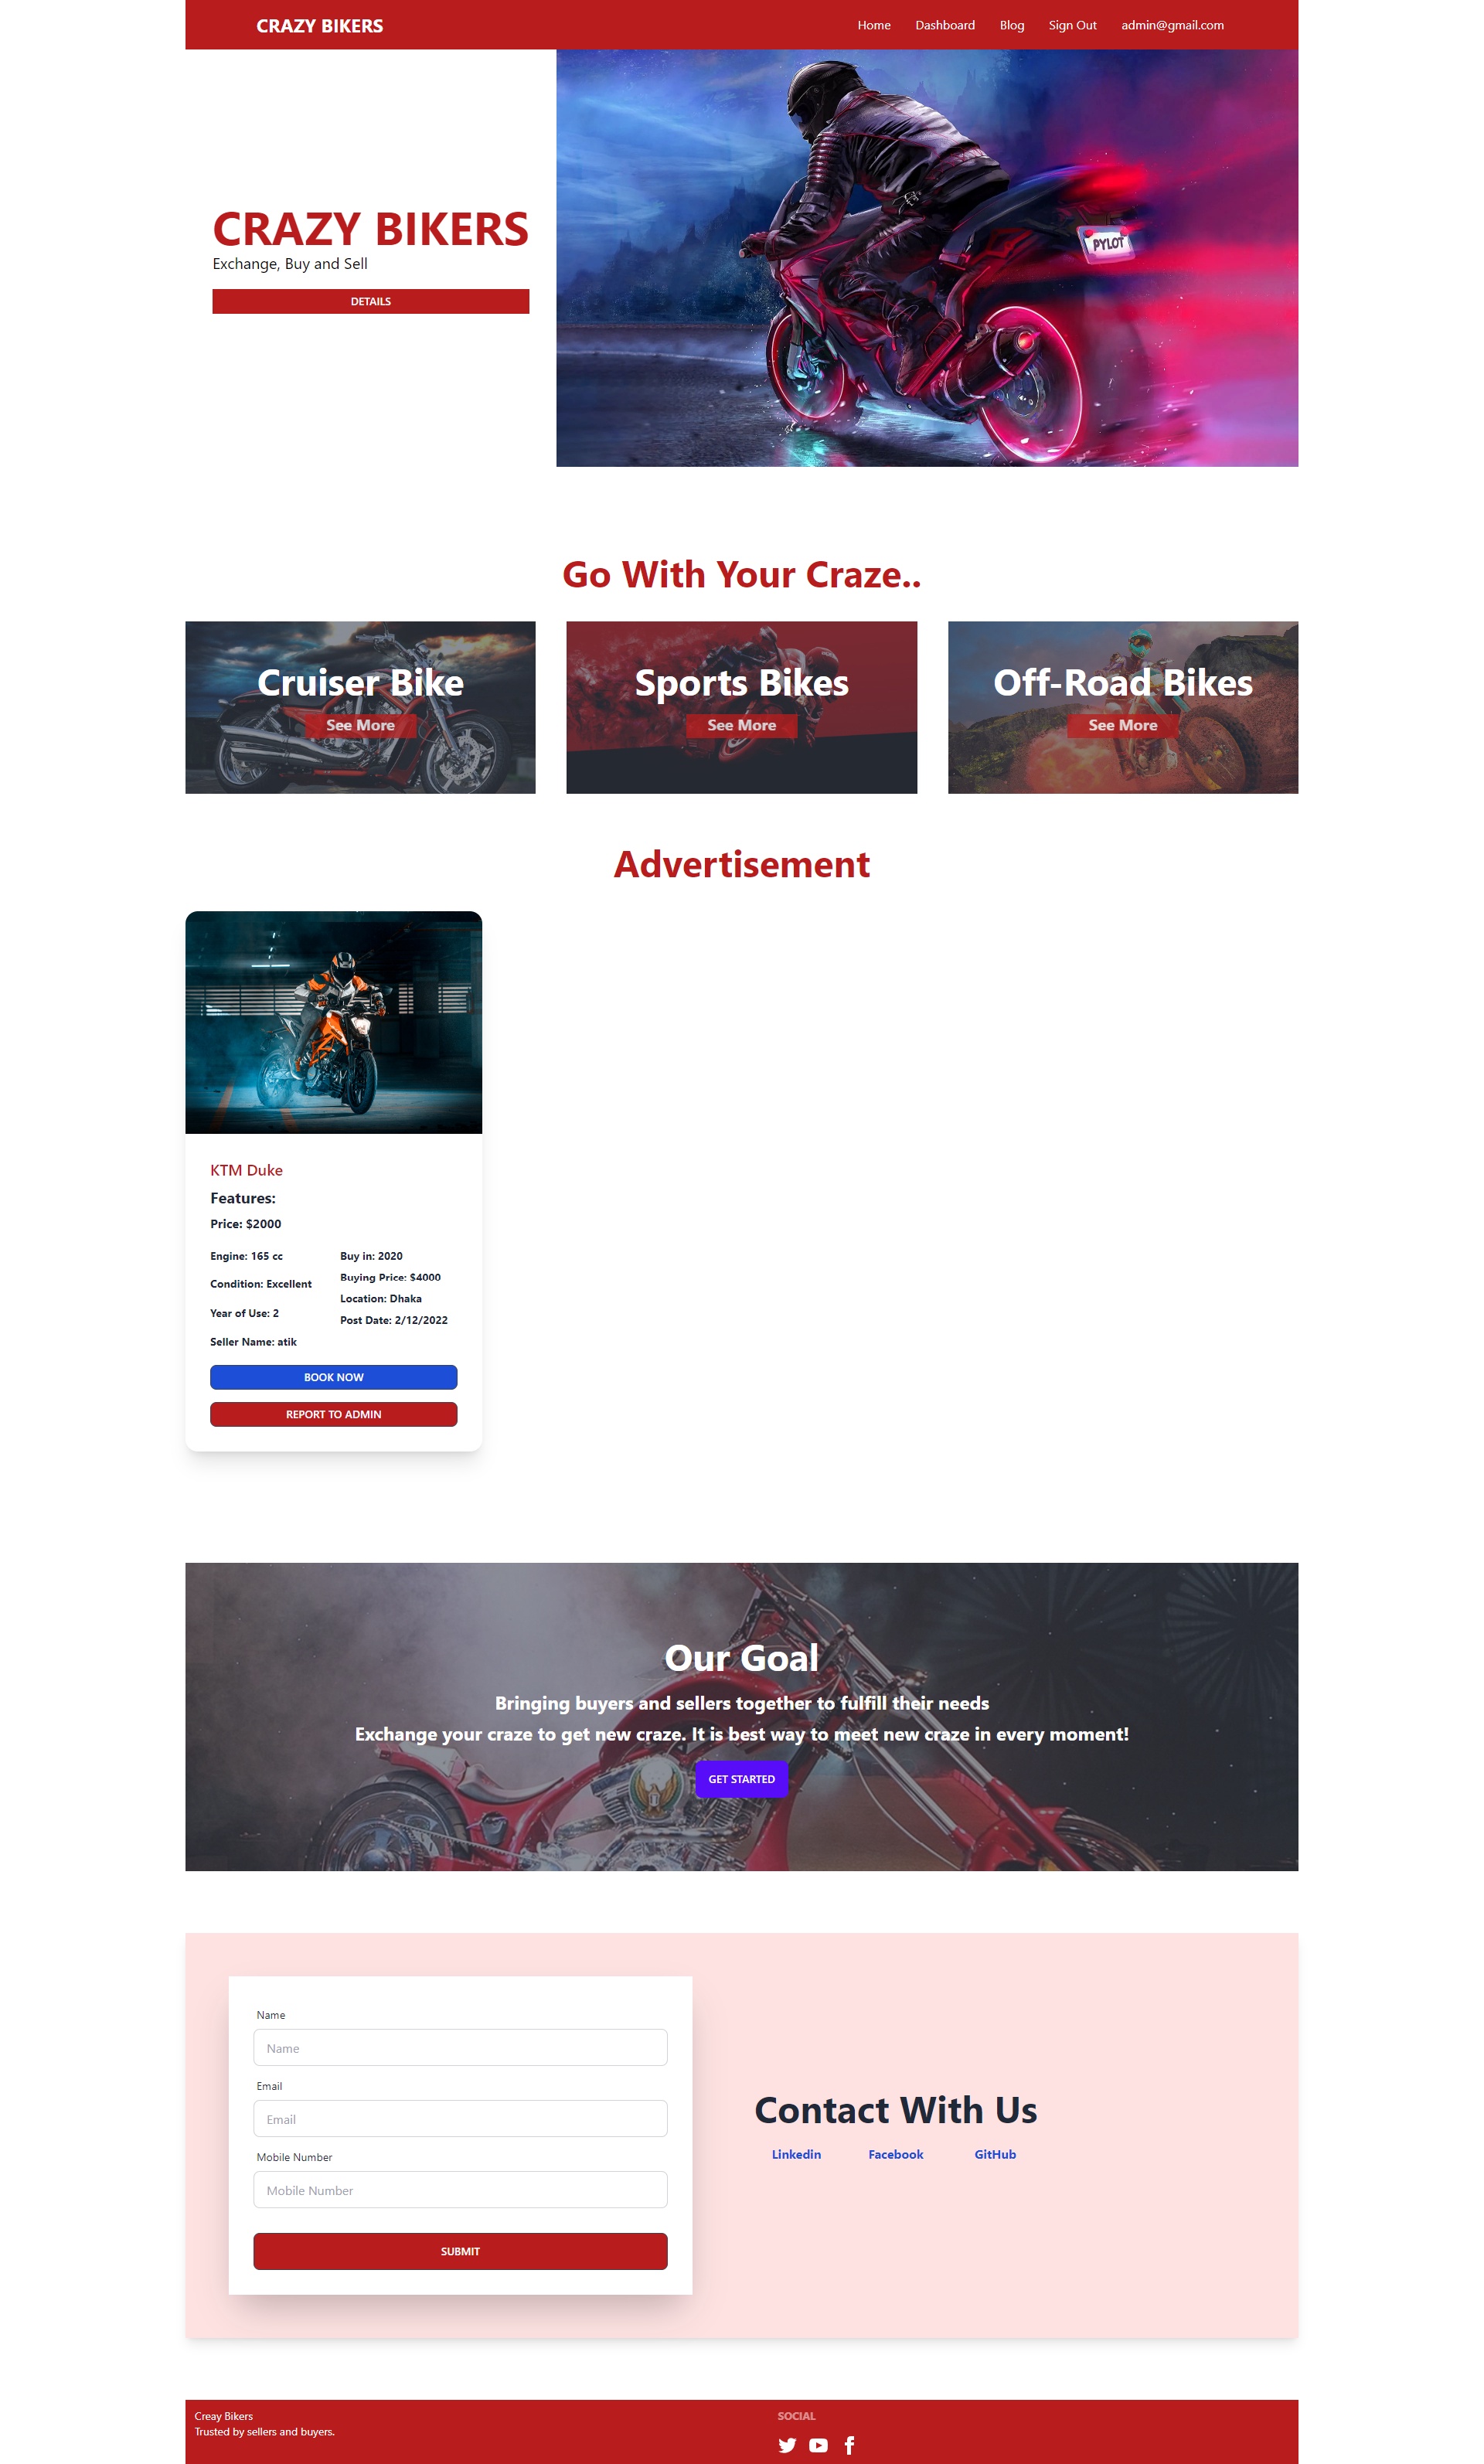 CRAZY BIKERS
Home Dashboard Blog Sign Out admin@gmail.com
CRAZY BIKERS
Exchange, Buy and Sell
DETAILS
PYLOT
Go With Your Craze..
Cruiser Bike
See More
Sports Bikes
See More
Off-Road Bikes
See More
Advertisement
KTM Duke
Features:
Price: $2000
Engine: 165 cc
Condition: Excellent
Year of Use: 2
Seller Name: atik
Buy in: 2020
Buying Price: $4000
Location: Dhaka
Post Date: 2/12/2022
BOOK NOW
REPORT TO ADMIN
Our Goal
Bringing buyers and sellers together to fulfill their needs
Exchange your craze to get new craze. It is best way to meet new craze in every moment!
GET STARTED
Name
Name
Email
Email
Mobile Number
Mobile Number
SUBMIT
Contact With Us
Linkedin Facebook GitHub
Creay Bikers
Trusted by sellers and buyers.
SOCIAL